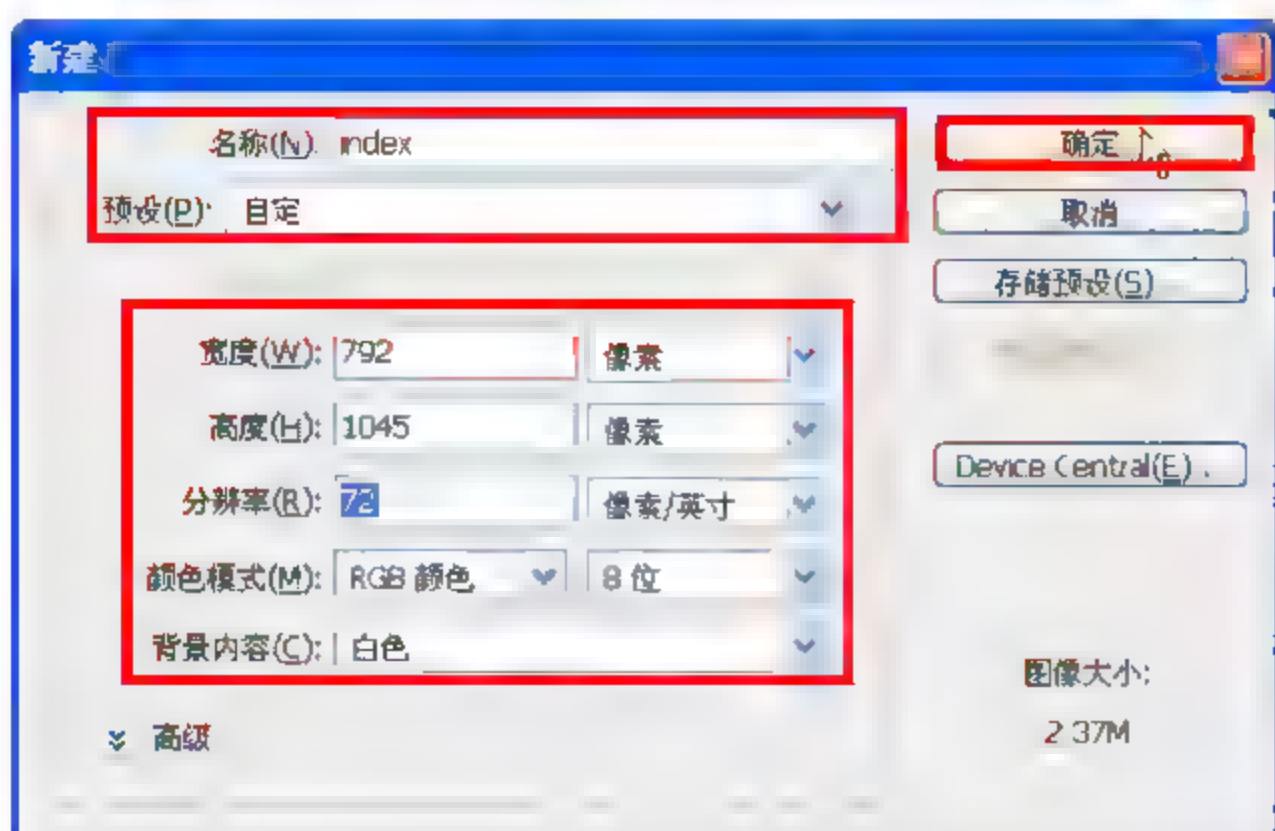 新建
名称(N): index
确定
预设(P): 自定
取消
存储预设(S)
宽度(W): 792 像素
高度(H): 1045 像素
Device Central(E)
分辨率(R): 72 像素/英寸
颜色模式(M): RGB 颜色 8 位
背景内容(C): 白色
图像大小:
高级
2.37M